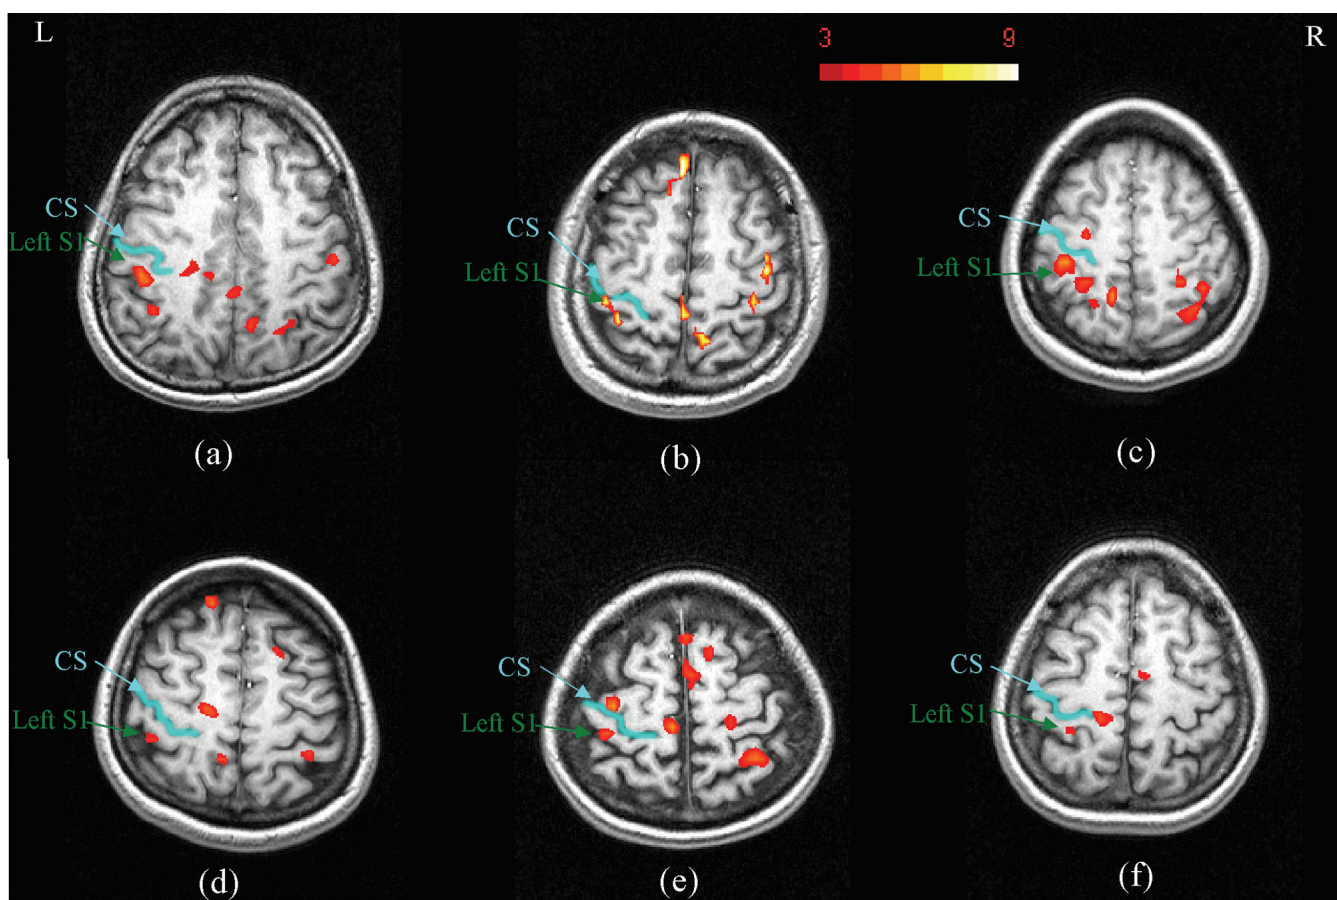 L
3 9
R
CS
Left S1
CS
Left S1
CS
Left S1
(a)
(b)
(c)
CS
Left S1
CS
Left S1
CS
Left S1
(d)
(e)
(f)